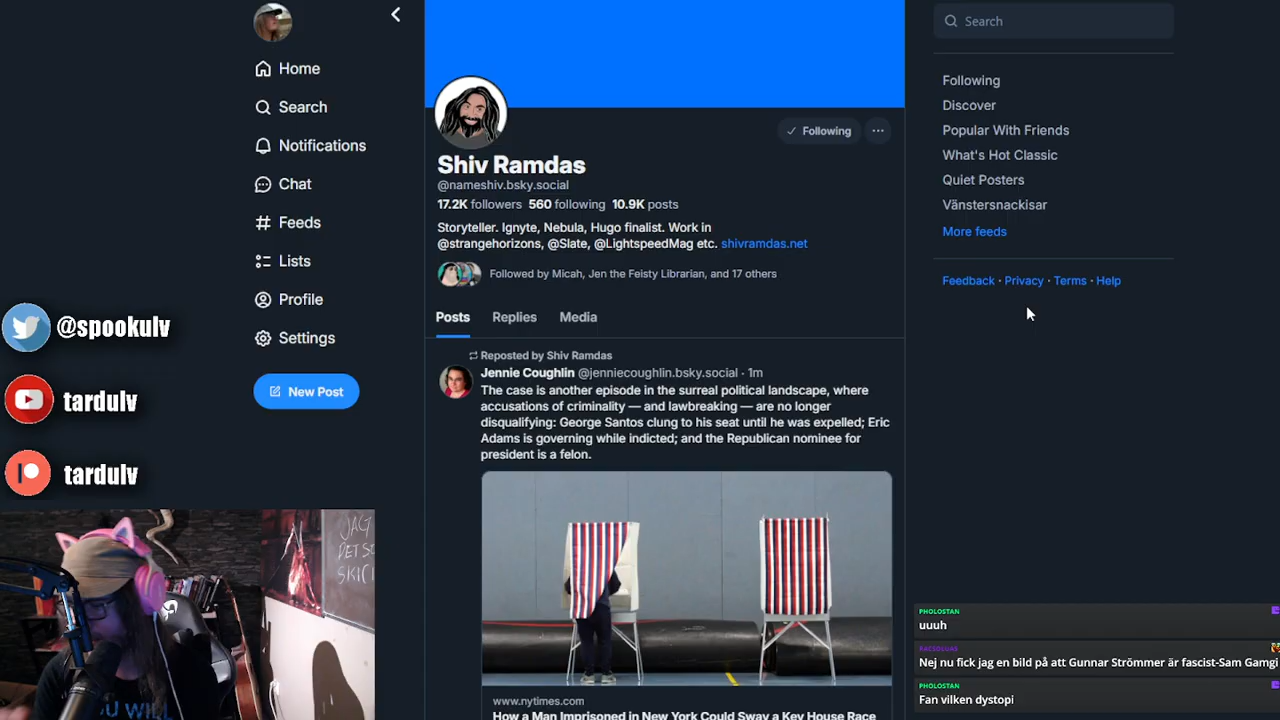 Home
Search
Notifications
Chat
Feeds
Lists
Profile
Settings
New Post
@spookulv
tardulv
tardulv
JAG
DET SO
SKIC
U WILL
Following
Shiv Ramdas
@nameshiv.bsky.social
17.2K followers 560 following 10.9K posts
Storyteller. Ignyte, Nebula, Hugo finalist. Work in
@strangehorizons, @Slate, @LightspeedMag etc. shivramdas.net
Followed by Micah, Jen the Feisty Librarian, and 17 others
Posts Replies Media
Reposted by Shiv Ramdas
Jennie Coughlin @jenniecoughlin.bsky.social · 1m
The case is another episode in the surreal political landscape, where
accusations of criminality — and lawbreaking — are no longer
disqualifying: George Santos clung to his seat until he was expelled; Eric
Adams is governing while indicted; and the Republican nominee for
president is a felon.
www.nytimes.com
How a Man Imprisoned in New York Could Sway a Key House Race
Search
Following
Discover
Popular With Friends
What's Hot Classic
Quiet Posters
Vänstersnackisar
More feeds
Feedback · Privacy · Terms · Help
PHOLOSTAN
uuuh
Nej nu fick jag en bild på att Gunnar Strömmer är fascist-Sam Gamgi
PHOLOSTAN
Fan vilken dystopi